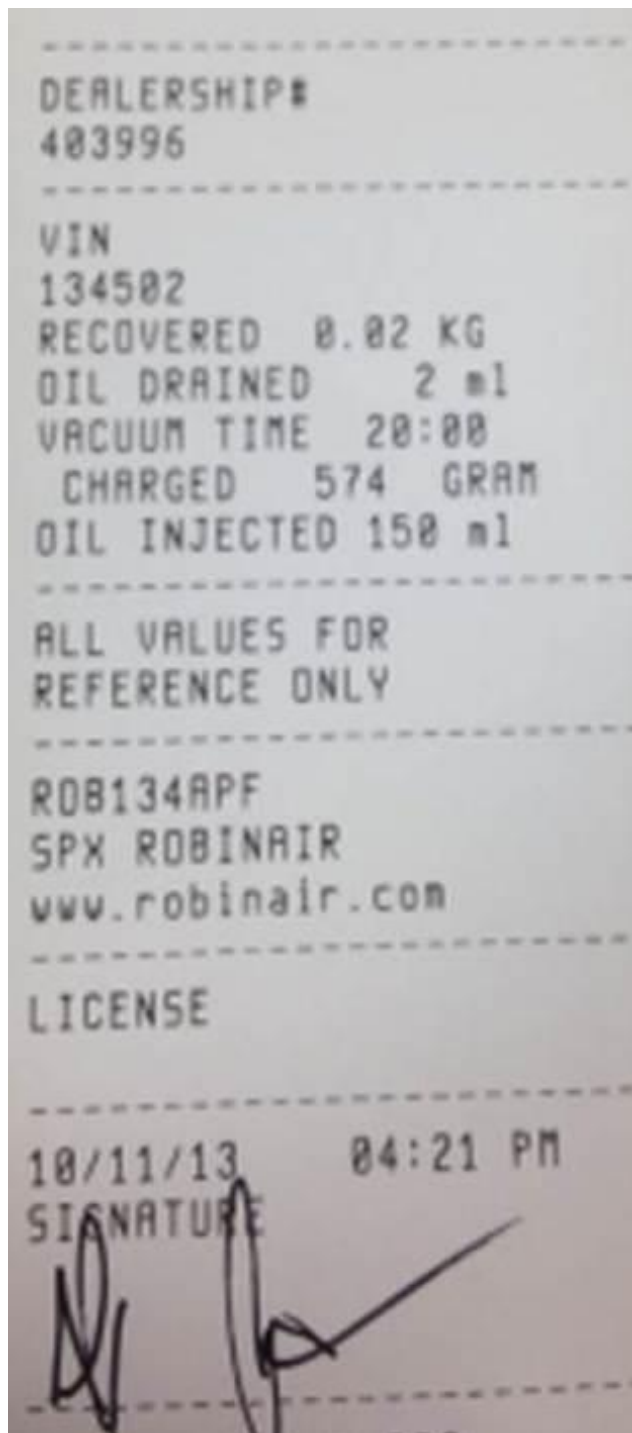 DEALERSHIP#
403996
VIN
134502
RECOVERED 0.02 KG
OIL DRAINED 2 ml
VACUUM TIME 20:00
CHARGED 574 GRAM
OIL INJECTED 150 ml
ALL VALUES FOR
REFERENCE ONLY
ROB134APF
SPX ROBINAIR
www.robinair.com
LICENSE
10/11/13 04:21 PM
SIGNATURE